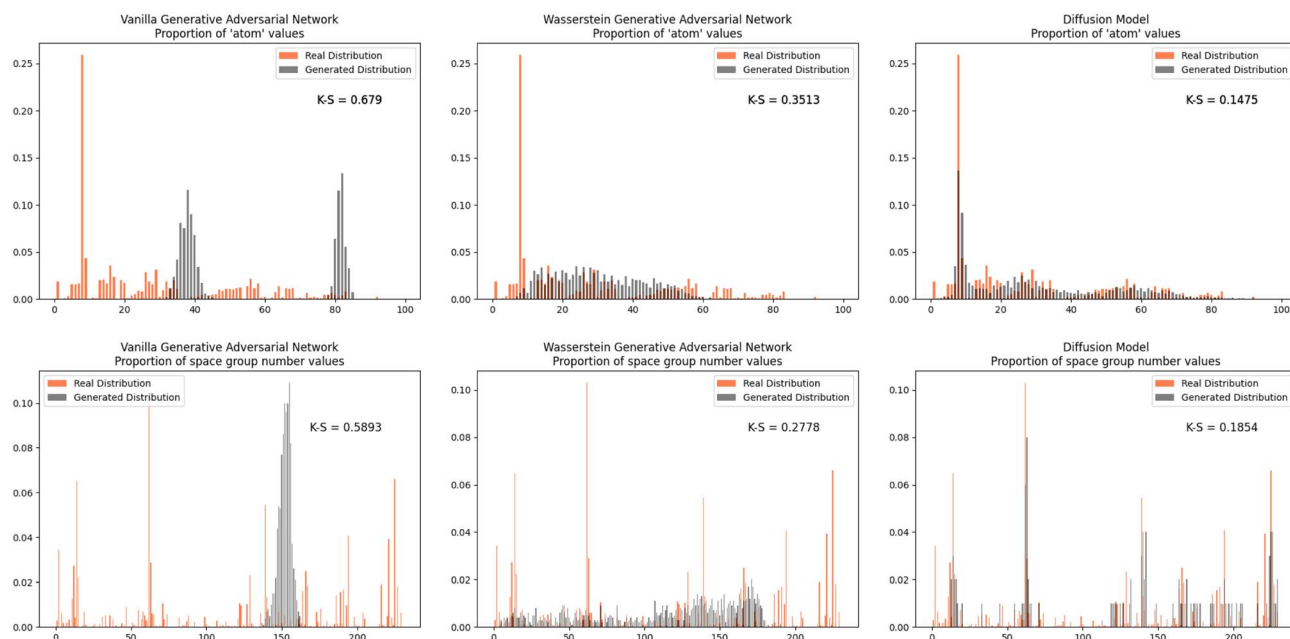 Vanilla Generative Adversarial Network
Proportion of 'atom' values
Real Distribution
Generated Distribution
K-S = 0.679
0.25
0.20
0.15
0.10
0.05
0.00
0 20 40 60 80 100
Wasserstein Generative Adversarial Network
Proportion of 'atom' values
Real Distribution
Generated Distribution
K-S = 0.3513
0.25
0.20
0.15
0.10
0.05
0.00
0 20 40 60 80 100
Diffusion Model
Proportion of 'atom' values
Real Distribution
Generated Distribution
K-S = 0.1475
0.25
0.20
0.15
0.10
0.05
0.00
0 20 40 60 80 100
Vanilla Generative Adversarial Network
Proportion of space group number values
Real Distribution
Generated Distribution
K-S = 0.5893
0.10
0.08
0.06
0.04
0.02
0.00
0 50 100 150 200
Wasserstein Generative Adversarial Network
Proportion of space group number values
Real Distribution
Generated Distribution
K-S = 0.2778
0.10
0.08
0.06
0.04
0.02
0.00
0 50 100 150 200
Diffusion Model
Proportion of space group number values
Real Distribution
Generated Distribution
K-S = 0.1854
0.10
0.08
0.06
0.04
0.02
0.00
0 50 100 150 200